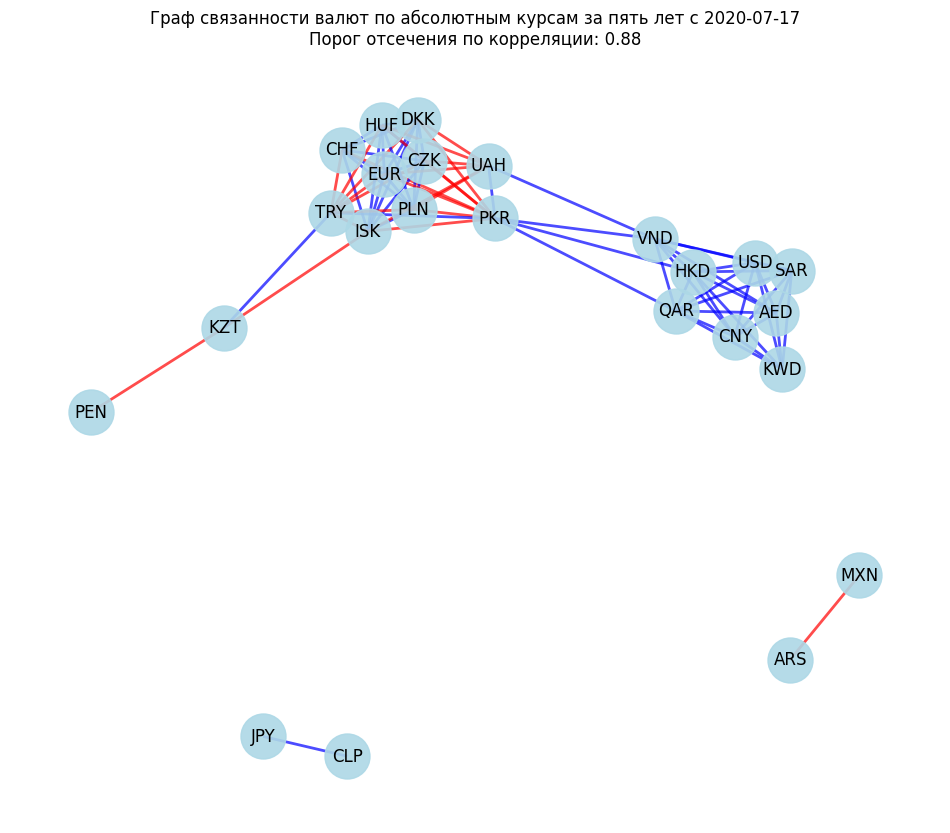 Граф связанности валют по абсолютным курсам за пять лет с 2020-07-17
Порог отсечения по корреляции: 0.88
DKK
HUF
CHF
CZK
UAH
EUR
TRY
PLN
PKR
ISK
VND
USD
SAR
HKD
QAR
AED
KZT
CNY
KWD
PEN
MXN
ARS
JPY
CLP